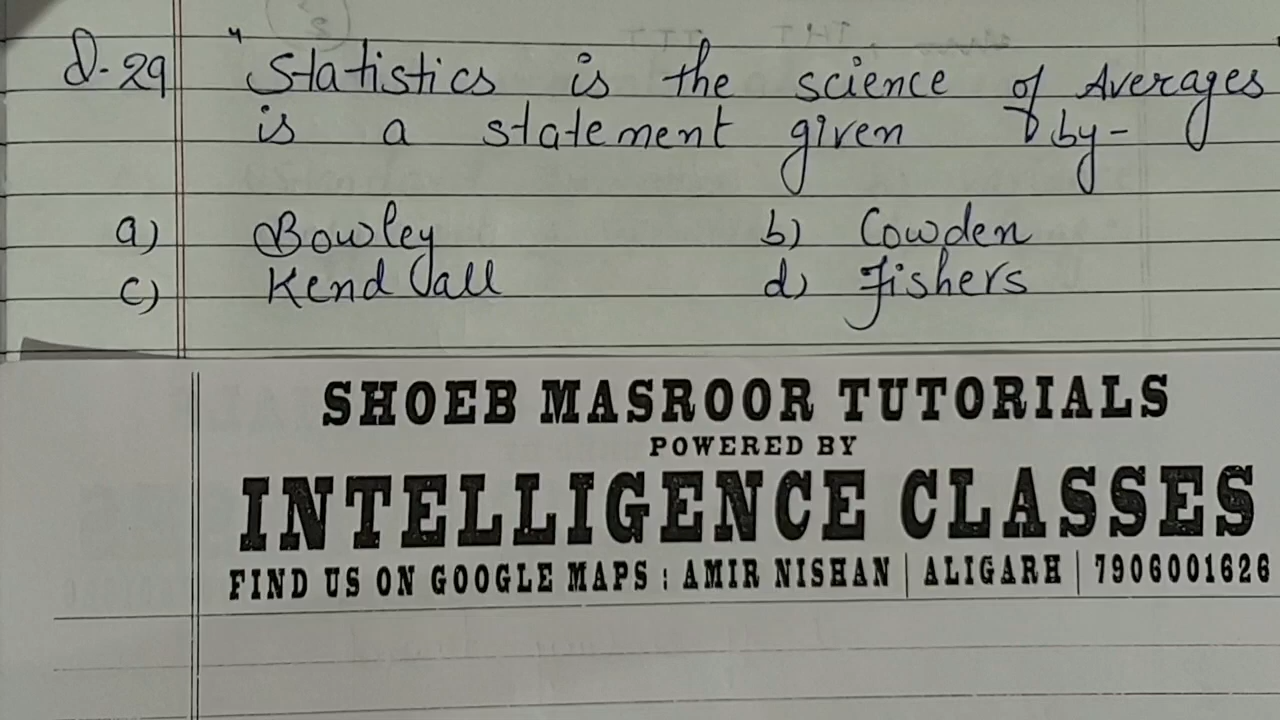 Q.29 "Statistics is the science of Averages
is a statement given by-
a) Bowley b) Cowden
c) Kendall d) Fishers
SHOEB MASROOR TUTORIALS
POWERED BY
INTELLIGENCE CLASSES
FIND US ON GOOGLE MAPS : AMIR NISHAN | ALIGARH | 7906001626